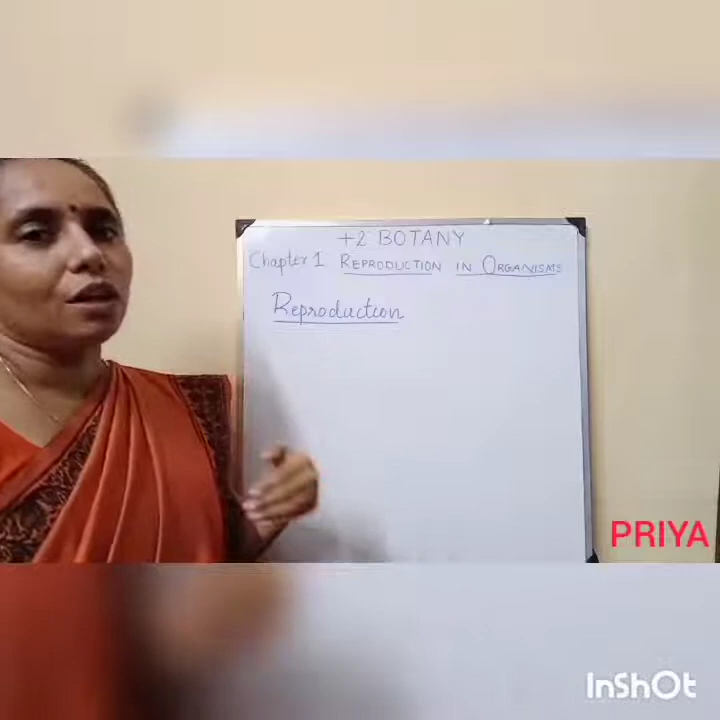 +2 BOTANY
Chapter 1 REPRODUCTION IN ORGANISMS
Reproduction
PRIYA
InShOt